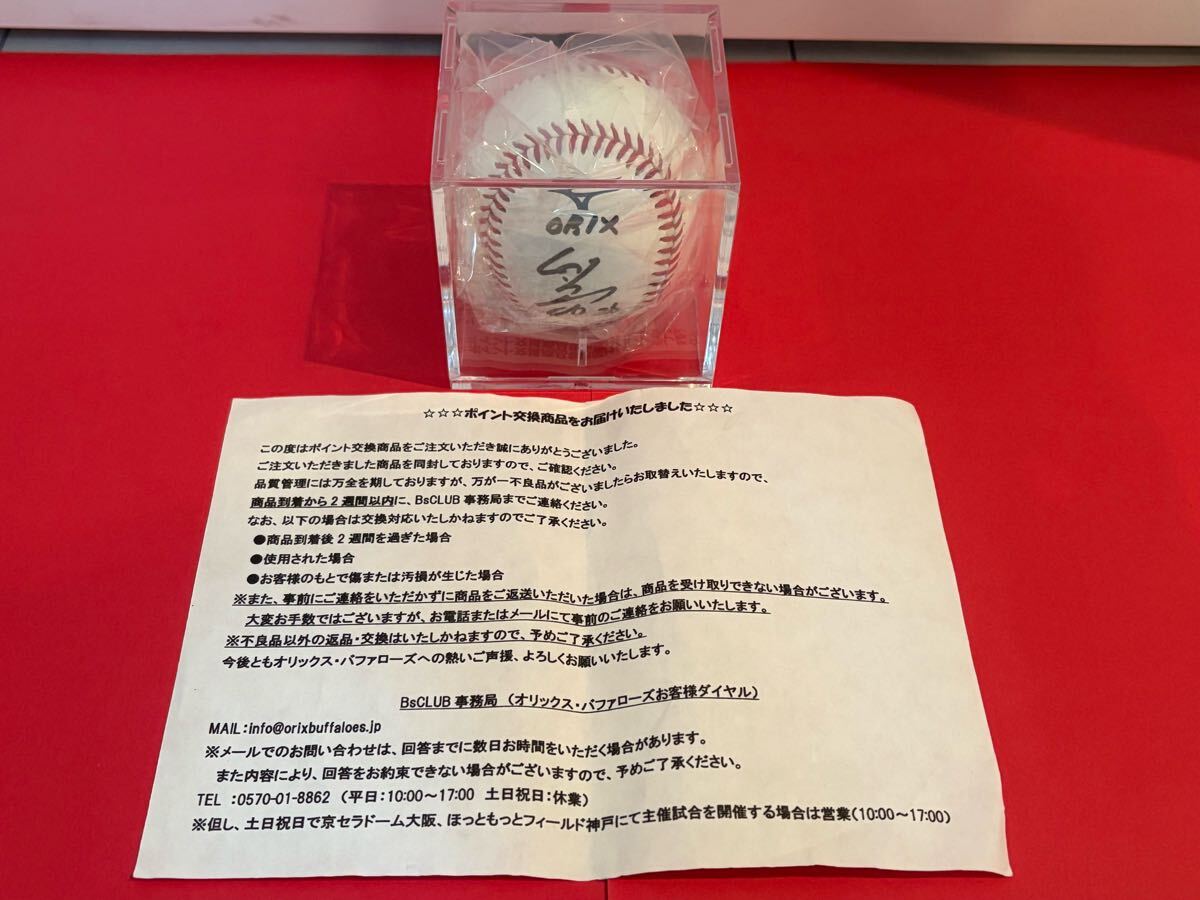 ORIX
☆☆☆ポイント交換商品をお届けいたしました☆☆☆
この度はポイント交換商品をご注文いただき誠にありがとうございました。
ご注文いただきました商品を同封しておりますので、ご確認ください。
品質管理には万全を期しておりますが、万が一不良品がございましたらお取替えいたしますので、
商品到着から2週間以内に、BsCLUB事務局までご連絡ください。
なお、以下の場合は交換対応いたしかねますのでご了承ください。
●商品到着後2週間を過ぎた場合
●使用された場合
●お客様のもとで傷または汚損が生じた場合
※また、事前にご連絡をいただかずに商品をご返送いただいた場合は、商品を受け取りできない場合がございます。
大変お手数ではございますが、お電話またはメールにて事前のご連絡をお願いいたします。
※不良品以外の返品・交換はいたしかねますので、予めご了承ください。
今後ともオリックス・バファローズへの熱いご声援、よろしくお願いいたします。
BsCLUB事務局 (オリックス・バファローズお客様ダイヤル)
MAIL:info@orixbuffaloes.jp
※メールでのお問い合わせは、回答までに数日お時間をいただく場合があります。
また内容により、回答をお約束できない場合がございますので、予めご了承ください。
TEL :0570-01-8862 (平日:10:00~17:00 土日祝日:休業)
※但し、土日祝日で京セラドーム大阪、ほっともっとフィールド神戸にて主催試合を開催する場合は営業(10:00~17:00)